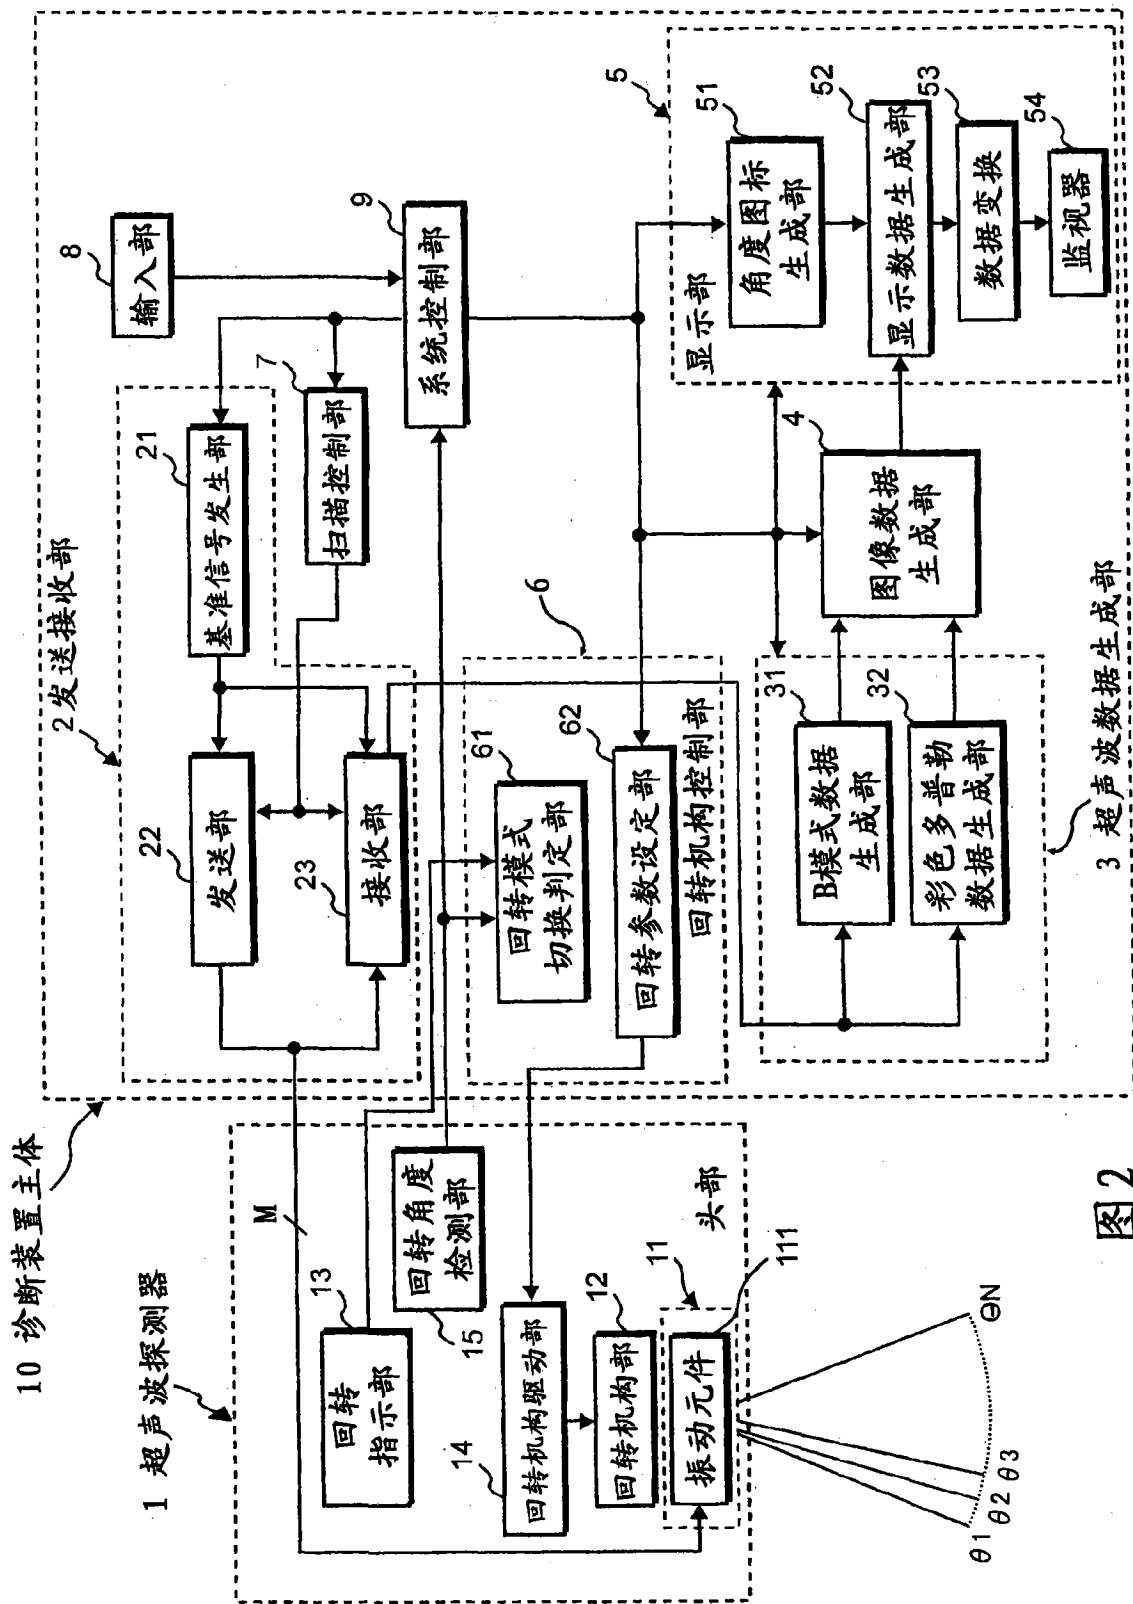 10 诊断装置主体
1 超声波探测器
2 发送接收部
22
发送部
21
基准信号发生部
23
接收部
7
扫描控制部
8
输入部
9
系统控制部
M
13
回转
指示部
回转角度
检测部
15
14
回转机构驱动部
12
回转机构部
11
头部
111
振动元件
θ1
θ2
θ3
ΘN
6
61
回转模式
切换判定部
62
回转参数设定部
回转机构控制部
31
B模式数据
生成部
32
彩色多普勒
数据生成部
3 超声波数据生成部
4
图像数据
生成部
5
显示部
51
角度图标
生成部
52
显示数据生成部
53
数据变换
54
监视器
图2